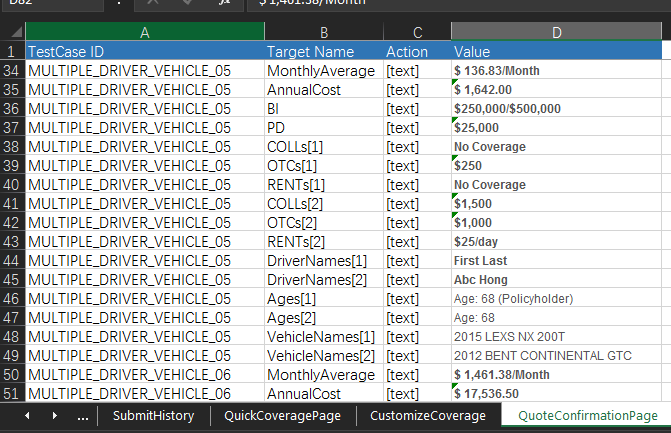 D82 $ 1,461.38/Month
A B C D
1 TestCase ID Target Name Action Value
34 MULTIPLE_DRIVER_VEHICLE_05 MonthlyAverage [text] $ 136.83/Month
35 MULTIPLE_DRIVER_VEHICLE_05 AnnualCost [text] $ 1,642.00
36 MULTIPLE_DRIVER_VEHICLE_05 BI [text] $250,000/$500,000
37 MULTIPLE_DRIVER_VEHICLE_05 PD [text] $25,000
38 MULTIPLE_DRIVER_VEHICLE_05 COLLs[1] [text] No Coverage
39 MULTIPLE_DRIVER_VEHICLE_05 OTCs[1] [text] $250
40 MULTIPLE_DRIVER_VEHICLE_05 RENTs[1] [text] No Coverage
41 MULTIPLE_DRIVER_VEHICLE_05 COLLs[2] [text] $1,500
42 MULTIPLE_DRIVER_VEHICLE_05 OTCs[2] [text] $1,000
43 MULTIPLE_DRIVER_VEHICLE_05 RENTs[2] [text] $25/day
44 MULTIPLE_DRIVER_VEHICLE_05 DriverNames[1] [text] First Last
45 MULTIPLE_DRIVER_VEHICLE_05 DriverNames[2] [text] Abc Hong
46 MULTIPLE_DRIVER_VEHICLE_05 Ages[1] [text] Age: 68 (Policyholder)
47 MULTIPLE_DRIVER_VEHICLE_05 Ages[2] [text] Age: 68
48 MULTIPLE_DRIVER_VEHICLE_05 VehicleNames[1] [text] 2015 LEXS NX 200T
49 MULTIPLE_DRIVER_VEHICLE_05 VehicleNames[2] [text] 2012 BENT CONTINENTAL GTC
50 MULTIPLE_DRIVER_VEHICLE_06 MonthlyAverage [text] $ 1,461.38/Month
51 MULTIPLE_DRIVER_VEHICLE_06 AnnualCost [text] $ 17,536.50
... SubmitHistory QuickCoveragePage CustomizeCoverage QuoteConfirmationPage